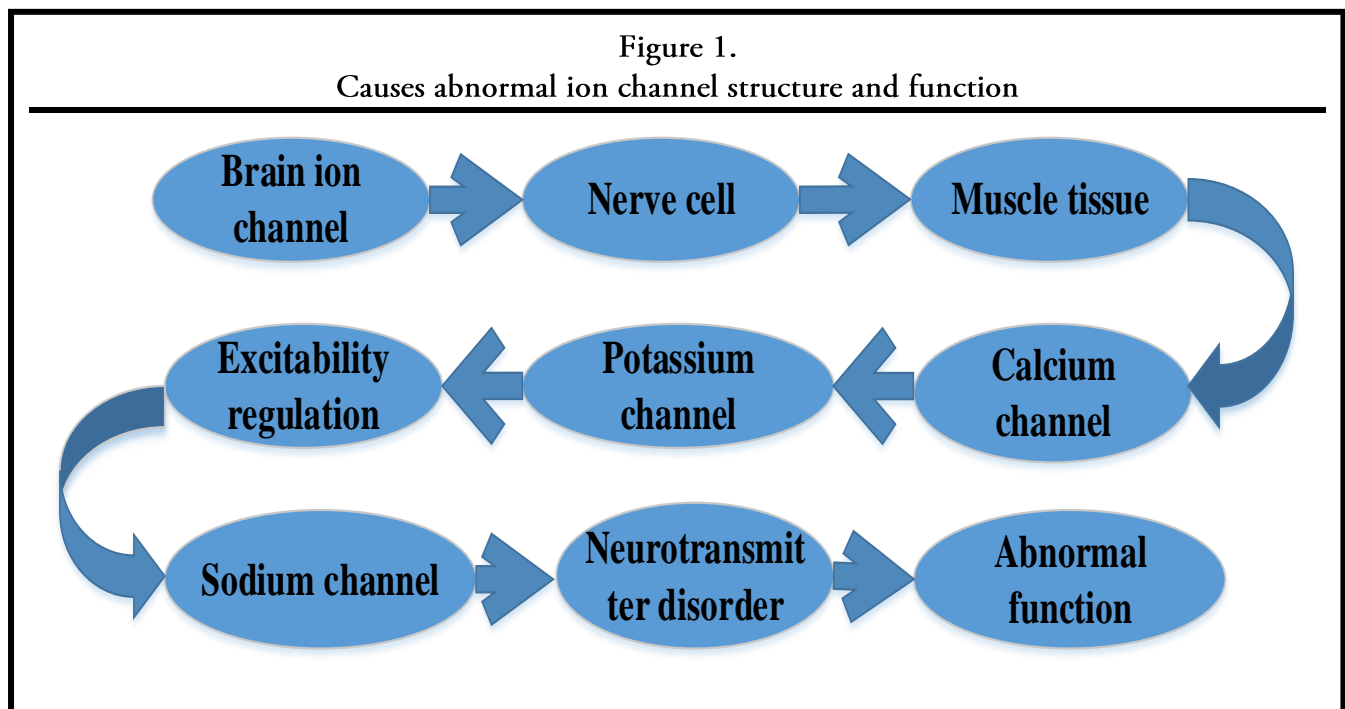 Figure 1.
Causes abnormal ion channel structure and function
Brain ion
channel
Nerve cell
Muscle tissue
Calcium
channel
Potassium
channel
Excitability
regulation
Sodium channel
Neurotransmit
ter disorder
Abnormal
function